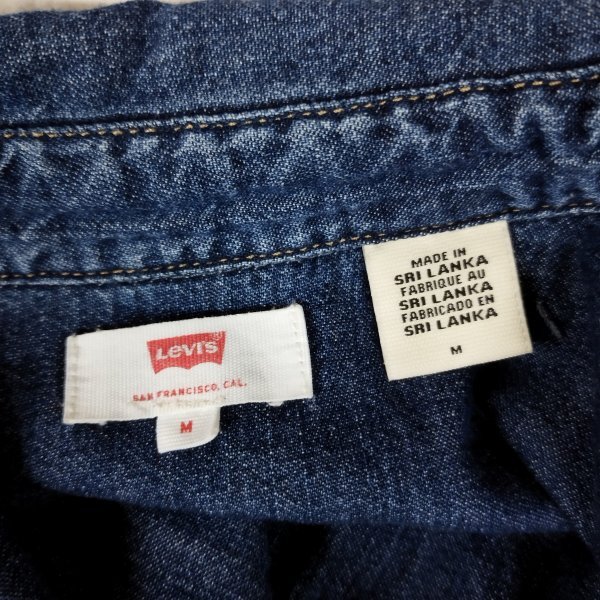 Levi's
SAN FRANCISCO, CAL.
M
MADE IN
SRI LANKA
FABRIQUE AU
SRI LANKA
FABRICADO EN
SRI LANKA
M